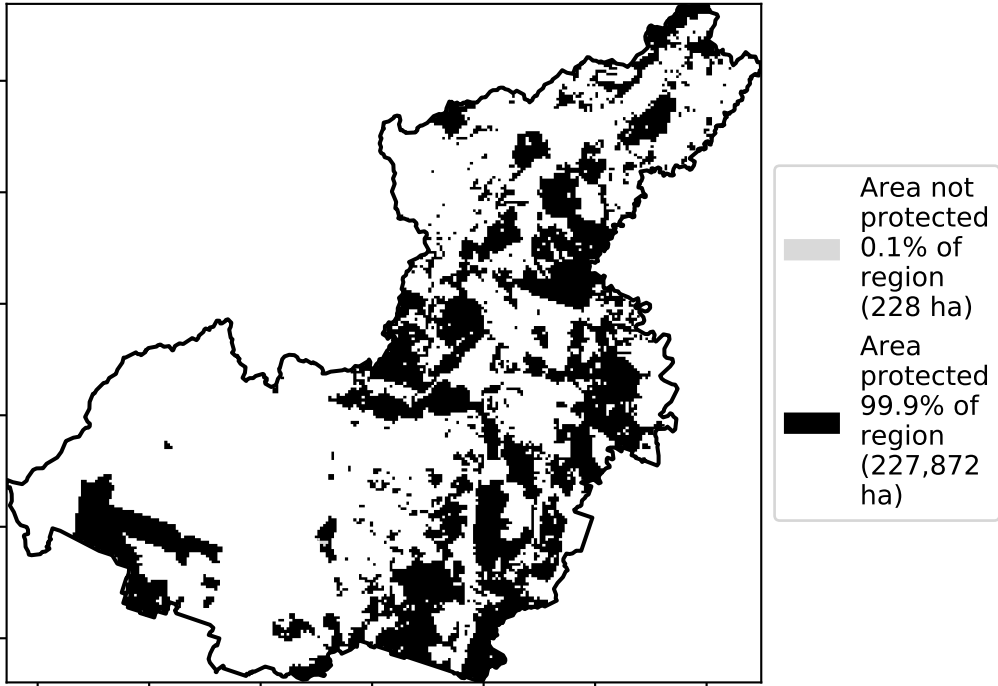 Area not
protected
0.1% of
region
(228 ha)
Area
protected
99.9% of
region
(227,872
ha)